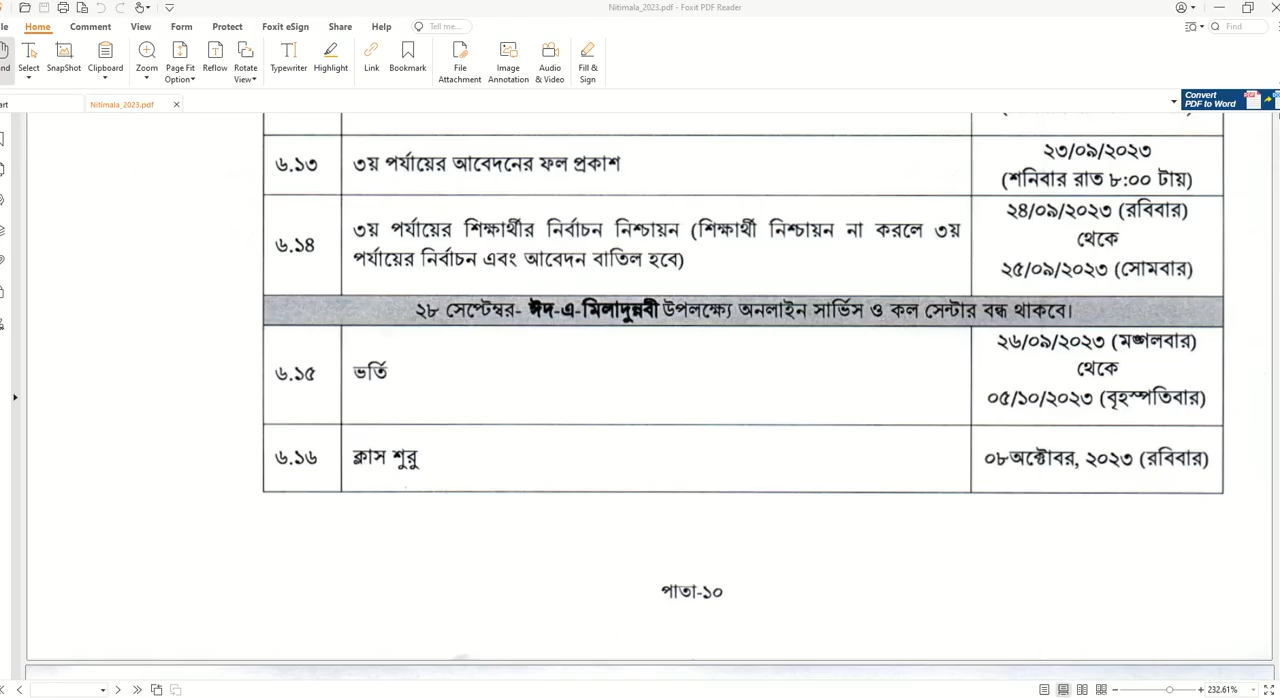 Nitimala_2023.pdf - Foxit PDF Reader
Home Comment View Form Protect Foxit eSign Share Help Tell me... Find
Select SnapShot Clipboard Zoom Page Fit Option Reflow Rotate View Typewriter Highlight Link Bookmark File Attachment Image Annotation Audio & Video Fill & Sign
Nitimala_2023.pdf
Convert
PDF to Word
৬.১৩ ৩য় পর্যায়ের আবেদনের ফল প্রকাশ ২৩/০৯/২০২৩
(শনিবার রাত ৮:০০ টায়)
৬.১৪ ৩য় পর্যায়ের শিক্ষার্থীর নির্বাচন নিশ্চায়ন (শিক্ষার্থী নিশ্চায়ন না করলে ৩য়
পর্যায়ের নির্বাচন এবং আবেদন বাতিল হবে)
২৪/০৯/২০২৩ (রবিবার)
থেকে
২৫/০৯/২০২৩ (সোমবার)
২৮ সেপ্টেম্বর- ঈদ-এ-মিলাদুন্নবী উপলক্ষ্যে অনলাইন সার্ভিস ও কল সেন্টার বন্ধ থাকবে।
৬.১৫ ভর্তি ২৬/০৯/২০২৩ (মঙ্গলবার)
থেকে
০৫/১০/২০২৩ (বৃহস্পতিবার)
৬.১৬ ক্লাস শুরু ০৮অক্টোবর, ২০২৩ (রবিবার)
পাতা-১০
232.61%